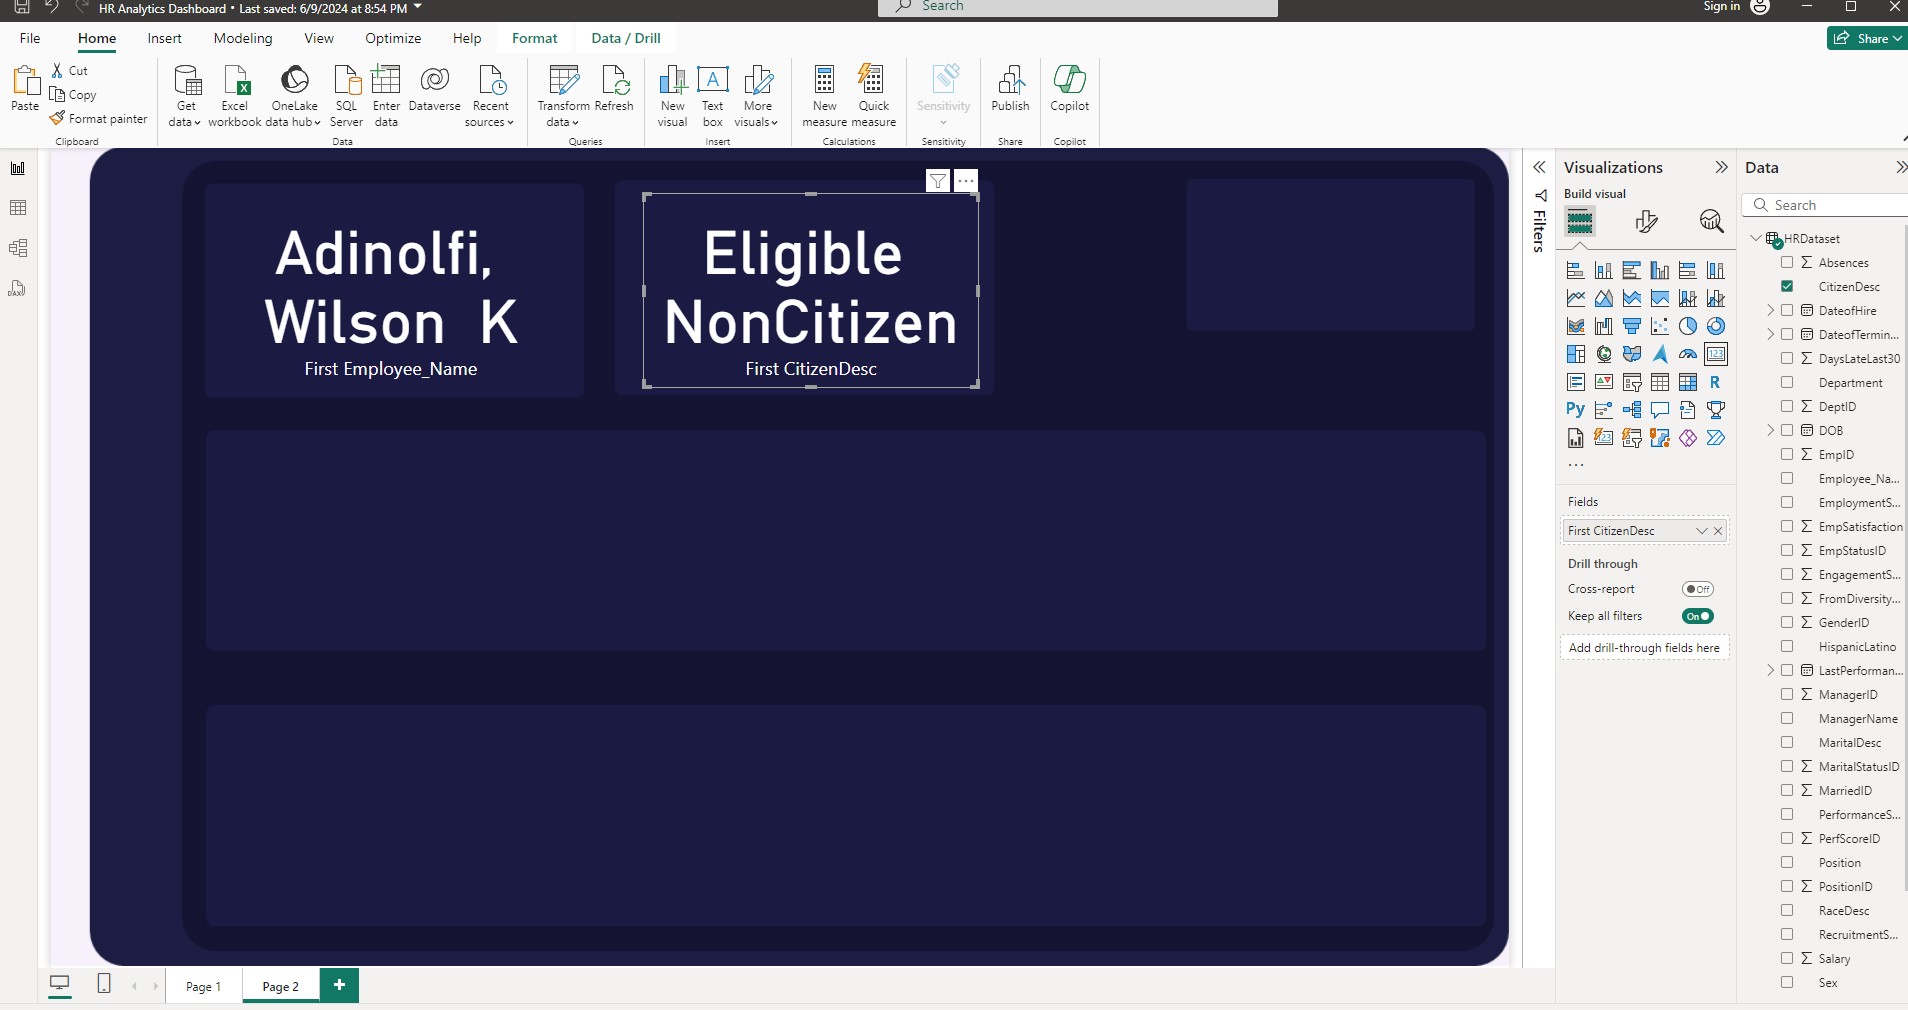 HR Analytics Dashboard • Last saved: 6/9/2024 at 8:54 PM
Search
Sign in
File Home Insert Modeling View Optimize Help Format Data / Drill
Share
Paste
Cut
Copy
Format painter
Clipboard
Get data
Excel workbook
OneLake data hub
SQL Server
Enter data
Dataverse
Recent sources
Data
Transform data
Refresh
Queries
New visual
Text box
More visuals
Insert
New measure
Quick measure
Calculations
Sensitivity
Sensitivity
Publish
Share
Copilot
Copilot
DAX
Adinolfi,
Wilson K
First Employee_Name
Eligible
NonCitizen
First CitizenDesc
Filters
Visualizations
Build visual
123
R
Py
123
...
Fields
First CitizenDesc
Drill through
Cross-report
Off
Keep all filters
On
Add drill-through fields here
Data
Search
HRDataset
Absences
CitizenDesc
DateofHire
DateofTermin...
DaysLateLast30
Department
DeptID
DOB
EmpID
Employee_Na...
EmploymentS...
EmpSatisfaction
EmpStatusID
EngagementS...
FromDiversity...
GenderID
HispanicLatino
LastPerforman...
ManagerID
ManagerName
MaritalDesc
MaritalStatusID
MarriedID
PerformanceS...
PerfScoreID
Position
PositionID
RaceDesc
RecruitmentS...
Salary
Sex
Page 1
Page 2
+